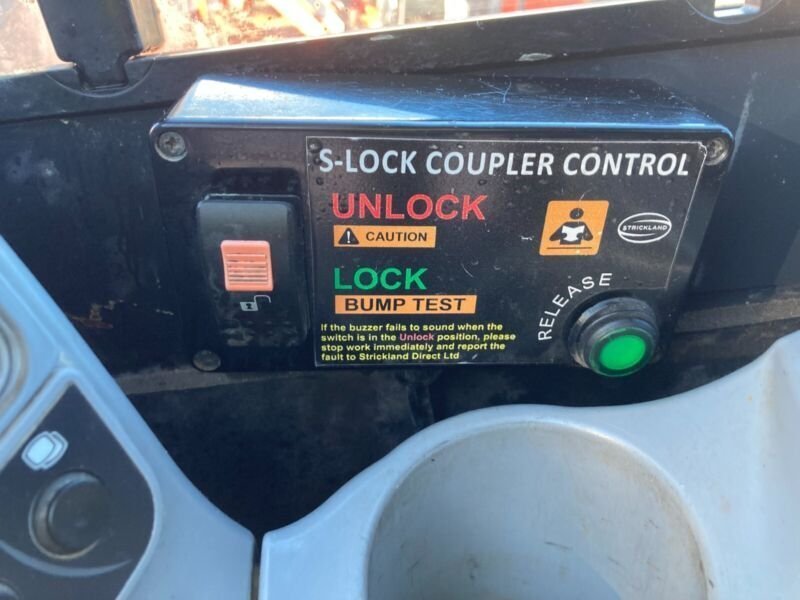 S-LOCK COUPLER CONTROL
UNLOCK
CAUTION
STRICKLAND
LOCK
BUMP TEST
RELEASE
If the buzzer fails to sound when the
switch is in the Unlock position, please
stop work immediately and report the
fault to Strickland Direct Ltd